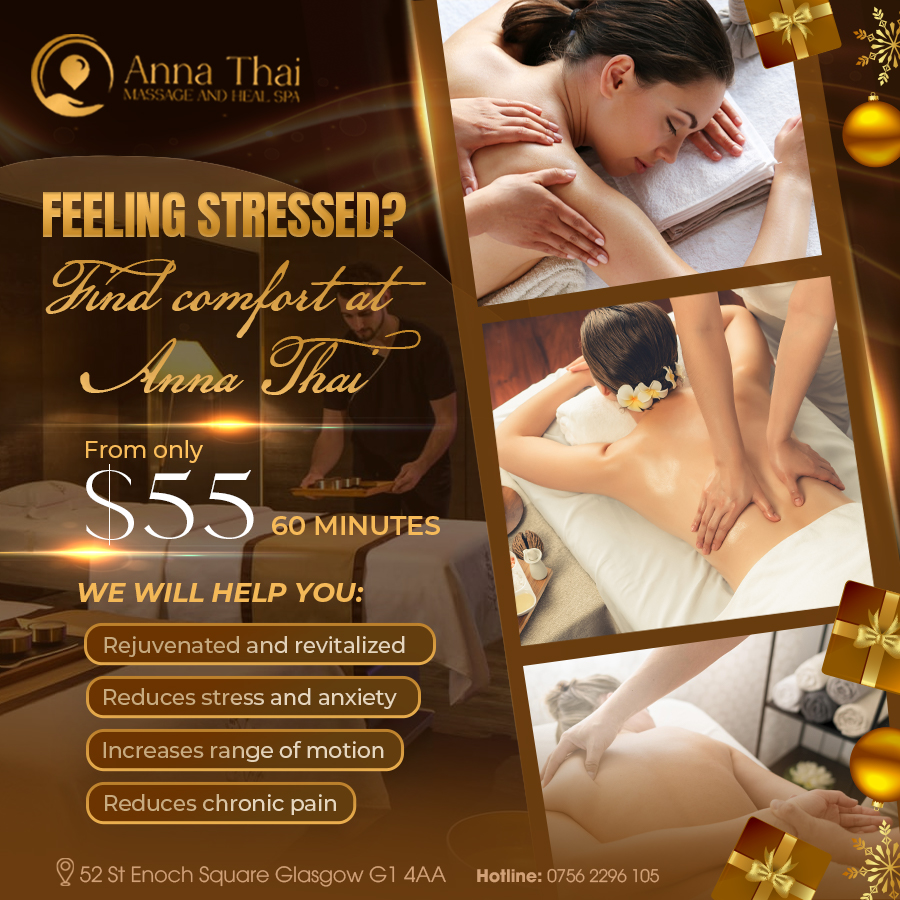 Anna Thai
MASSAGE AND HEAL SPA
FEELING STRESSED?
Find comfort at
Anna Thai
From only
$55 60 MINUTES
WE WILL HELP YOU:
Rejuvenated and revitalized
Reduces stress and anxiety
Increases range of motion
Reduces chronic pain
52 St Enoch Square Glasgow G1 4AA Hotline: 0756 2296 105